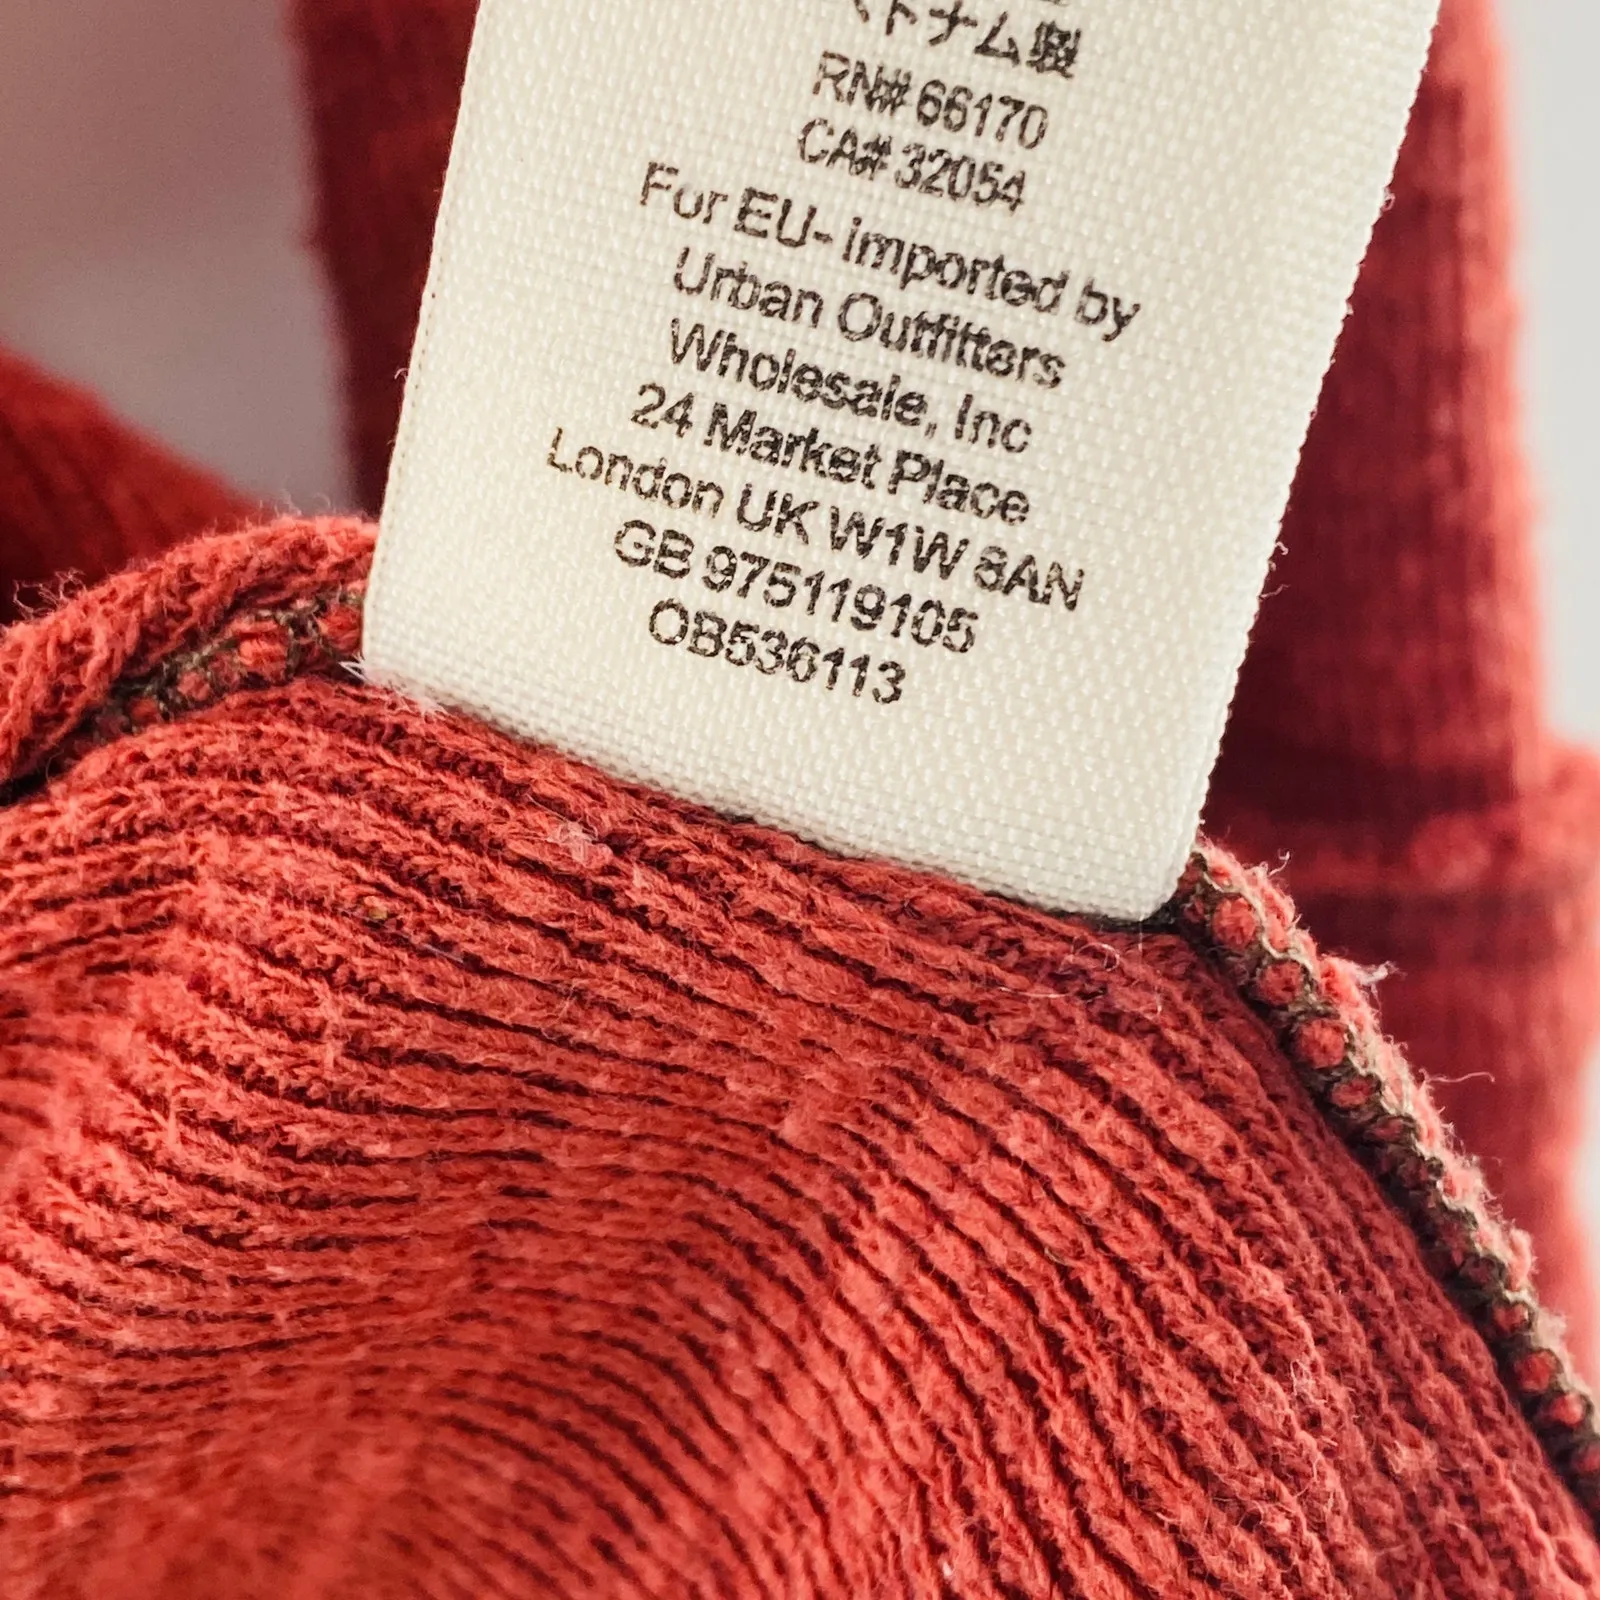 ベトナム製
RN# 66170
CA# 32054
For EU- imported by
Urban Outfitters
Wholesale, Inc
24 Market Place
London UK W1W 8AN
GB 975119105
OB536113